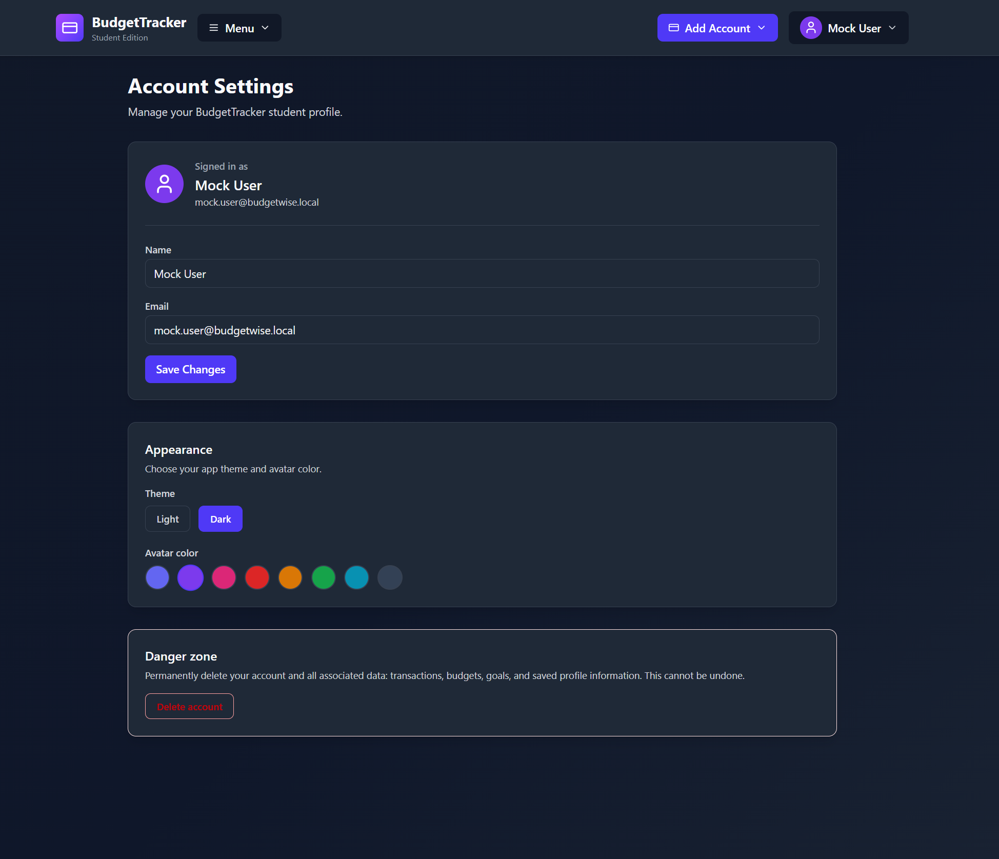 BudgetTracker
Student Edition
Menu
Add Account
Mock User
Account Settings
Manage your BudgetTracker student profile.
Signed in as
Mock User
mock.user@budgetwise.local
Name
Mock User
Email
mock.user@budgetwise.local
Save Changes
Appearance
Choose your app theme and avatar color.
Theme
Light
Dark
Avatar color
Danger zone
Permanently delete your account and all associated data: transactions, budgets, goals, and saved profile information. This cannot be undone.
Delete account